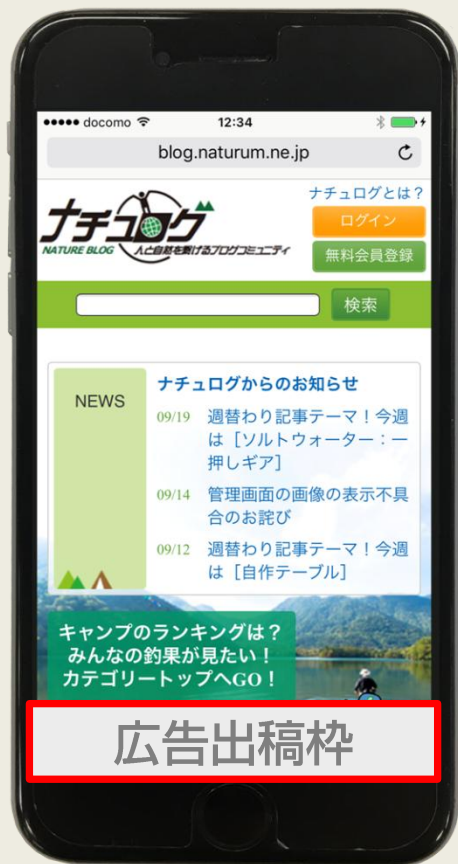 docomo 12:34
blog.naturum.ne.jp
ナチュログとは?
ナチュログ
NATURE BLOG 人と自然を繋げるブログコミュニティ
ログイン
無料会員登録
検索
NEWS
ナチュログからのお知らせ
09/19 週替わり記事テーマ!今週
は[ソルトウォーター:一
押しギア]
09/14 管理画面の画像の表示不具
合のお詫び
09/12 週替わり記事テーマ!今週
は[自作テーブル]
キャンプのランキングは?
みんなの釣果が見たい!
カテゴリートップへGO!
広告出稿枠